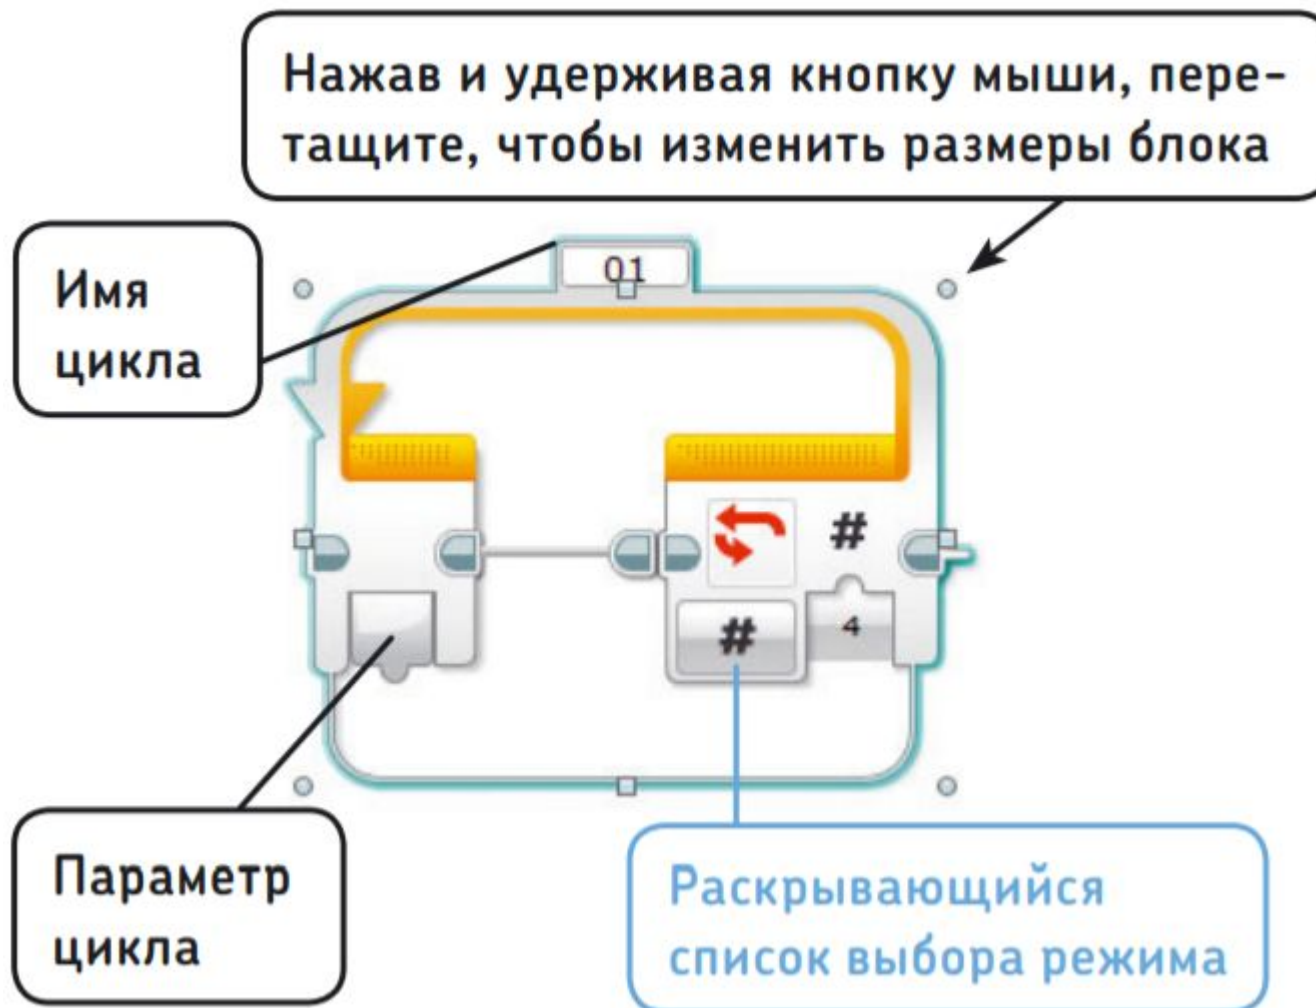 Нажав и удерживая кнопку мыши, пере-
тащите, чтобы изменить размеры блока
Имя
цикла
01
#
#
4
Параметр
цикла
Раскрывающийся
список выбора режима